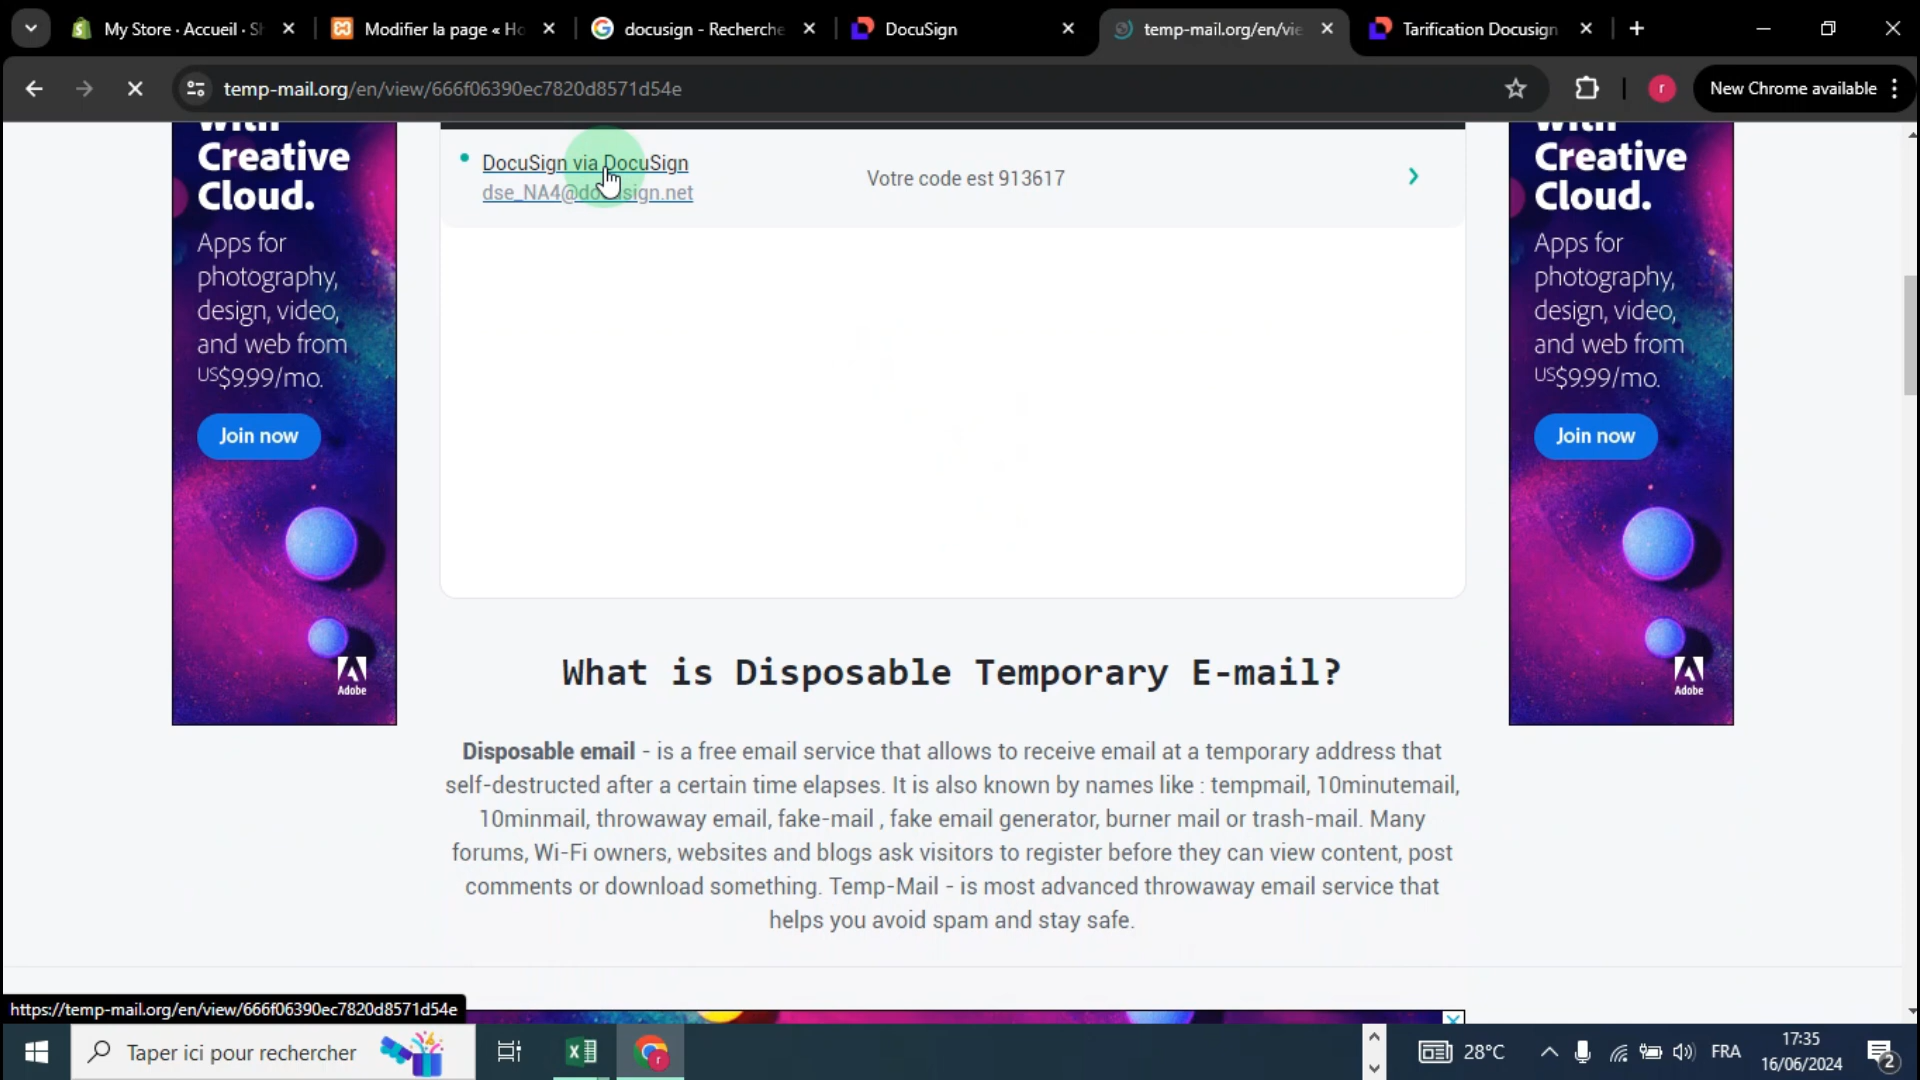 My Store · Accueil · Sh
Modifier la page « Ho
docusign - Recherche
DocuSign
temp-mail.org/en/vie
Tarification Docusign
temp-mail.org/en/view/666f06390ec7820d8571d54e
New Chrome available
with
Creative
Cloud.
Apps for
photography,
design, video,
and web from
US$9.99/mo.
Join now
Adobe
DocuSign via DocuSign
dse_NA4@docusign.net
Votre code est 913617
with
Creative
Cloud.
Apps for
photography,
design, video,
and web from
US$9.99/mo.
Join now
Adobe
What is Disposable Temporary E-mail?
Disposable email - is a free email service that allows to receive email at a temporary address that
self-destructed after a certain time elapses. It is also known by names like : tempmail, 10minutemail,
10minmail, throwaway email, fake-mail , fake email generator, burner mail or trash-mail. Many
forums, Wi-Fi owners, websites and blogs ask visitors to register before they can view content, post
comments or download something. Temp-Mail - is most advanced throwaway email service that
helps you avoid spam and stay safe.
https://temp-mail.org/en/view/666f06390ec7820d8571d54e
Taper ici pour rechercher
28°C
FRA
17:35
16/06/2024
2